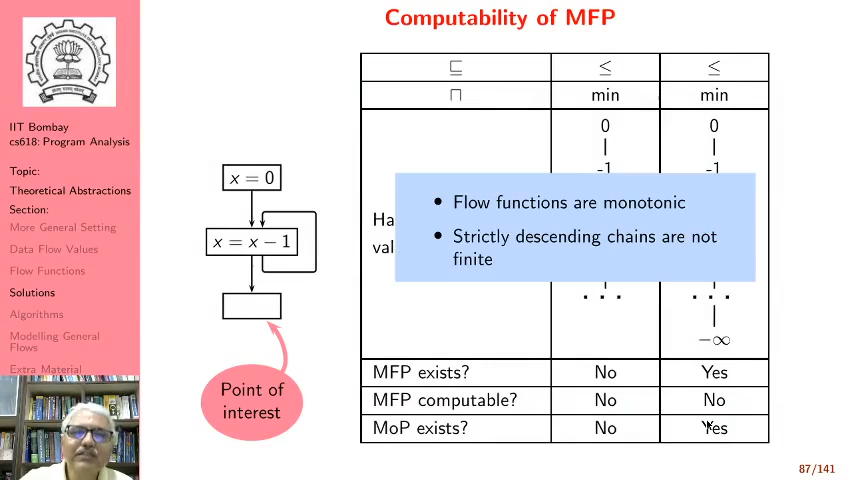 Computability of MFP
IIT Bombay
cs618: Program Analysis
Topic:
Theoretical Abstractions
Section:
More General Setting
Data Flow Values
Flow Functions
Solutions
Algorithms
Modelling General
Flows
Extra Material
x = 0
x = x − 1
Point of
interest
⊑ ≤ ≤
⊓ min min
0 0
-1 -1
• Flow functions are monotonic
• Strictly descending chains are not
finite
· · · · · ·
−∞
MFP exists? No Yes
MFP computable? No No
MoP exists? No Yes
87/141